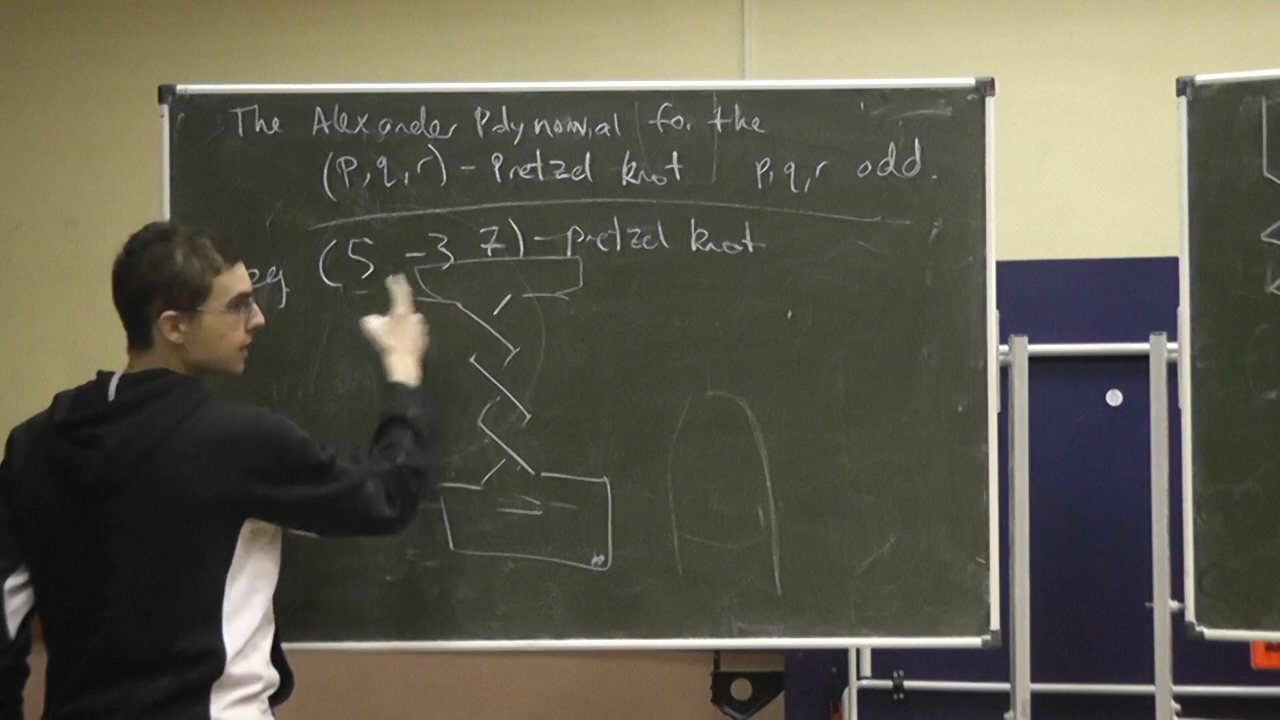 The Alexander Polynomial for the
(p,q,r) - Pretzel knot p,q,r odd.
eg. (5 -3 7) - pretzel knot